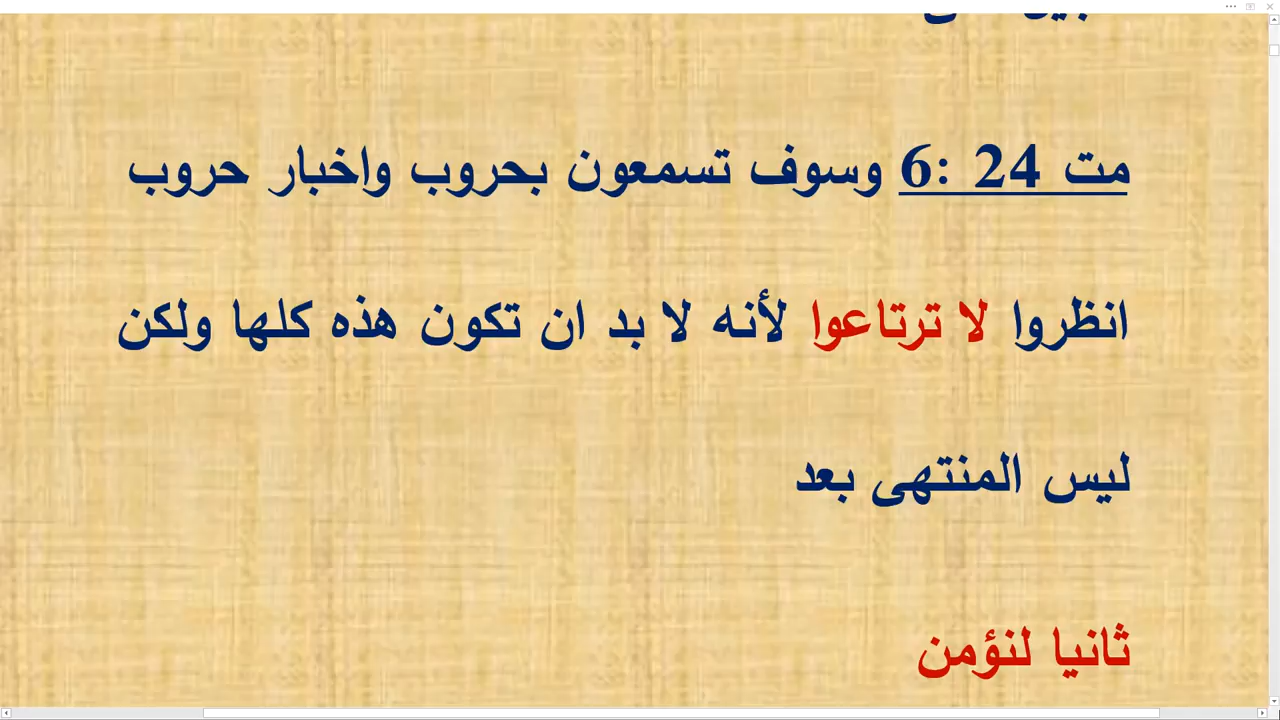 مت 24 :6 وسوف تسمعون بحروب واخبار حروب
انظروا لا ترتاعوا لأنه لا بد ان تكون هذه كلها ولكن
ليس المنتهى بعد
ثانيا لنؤمن